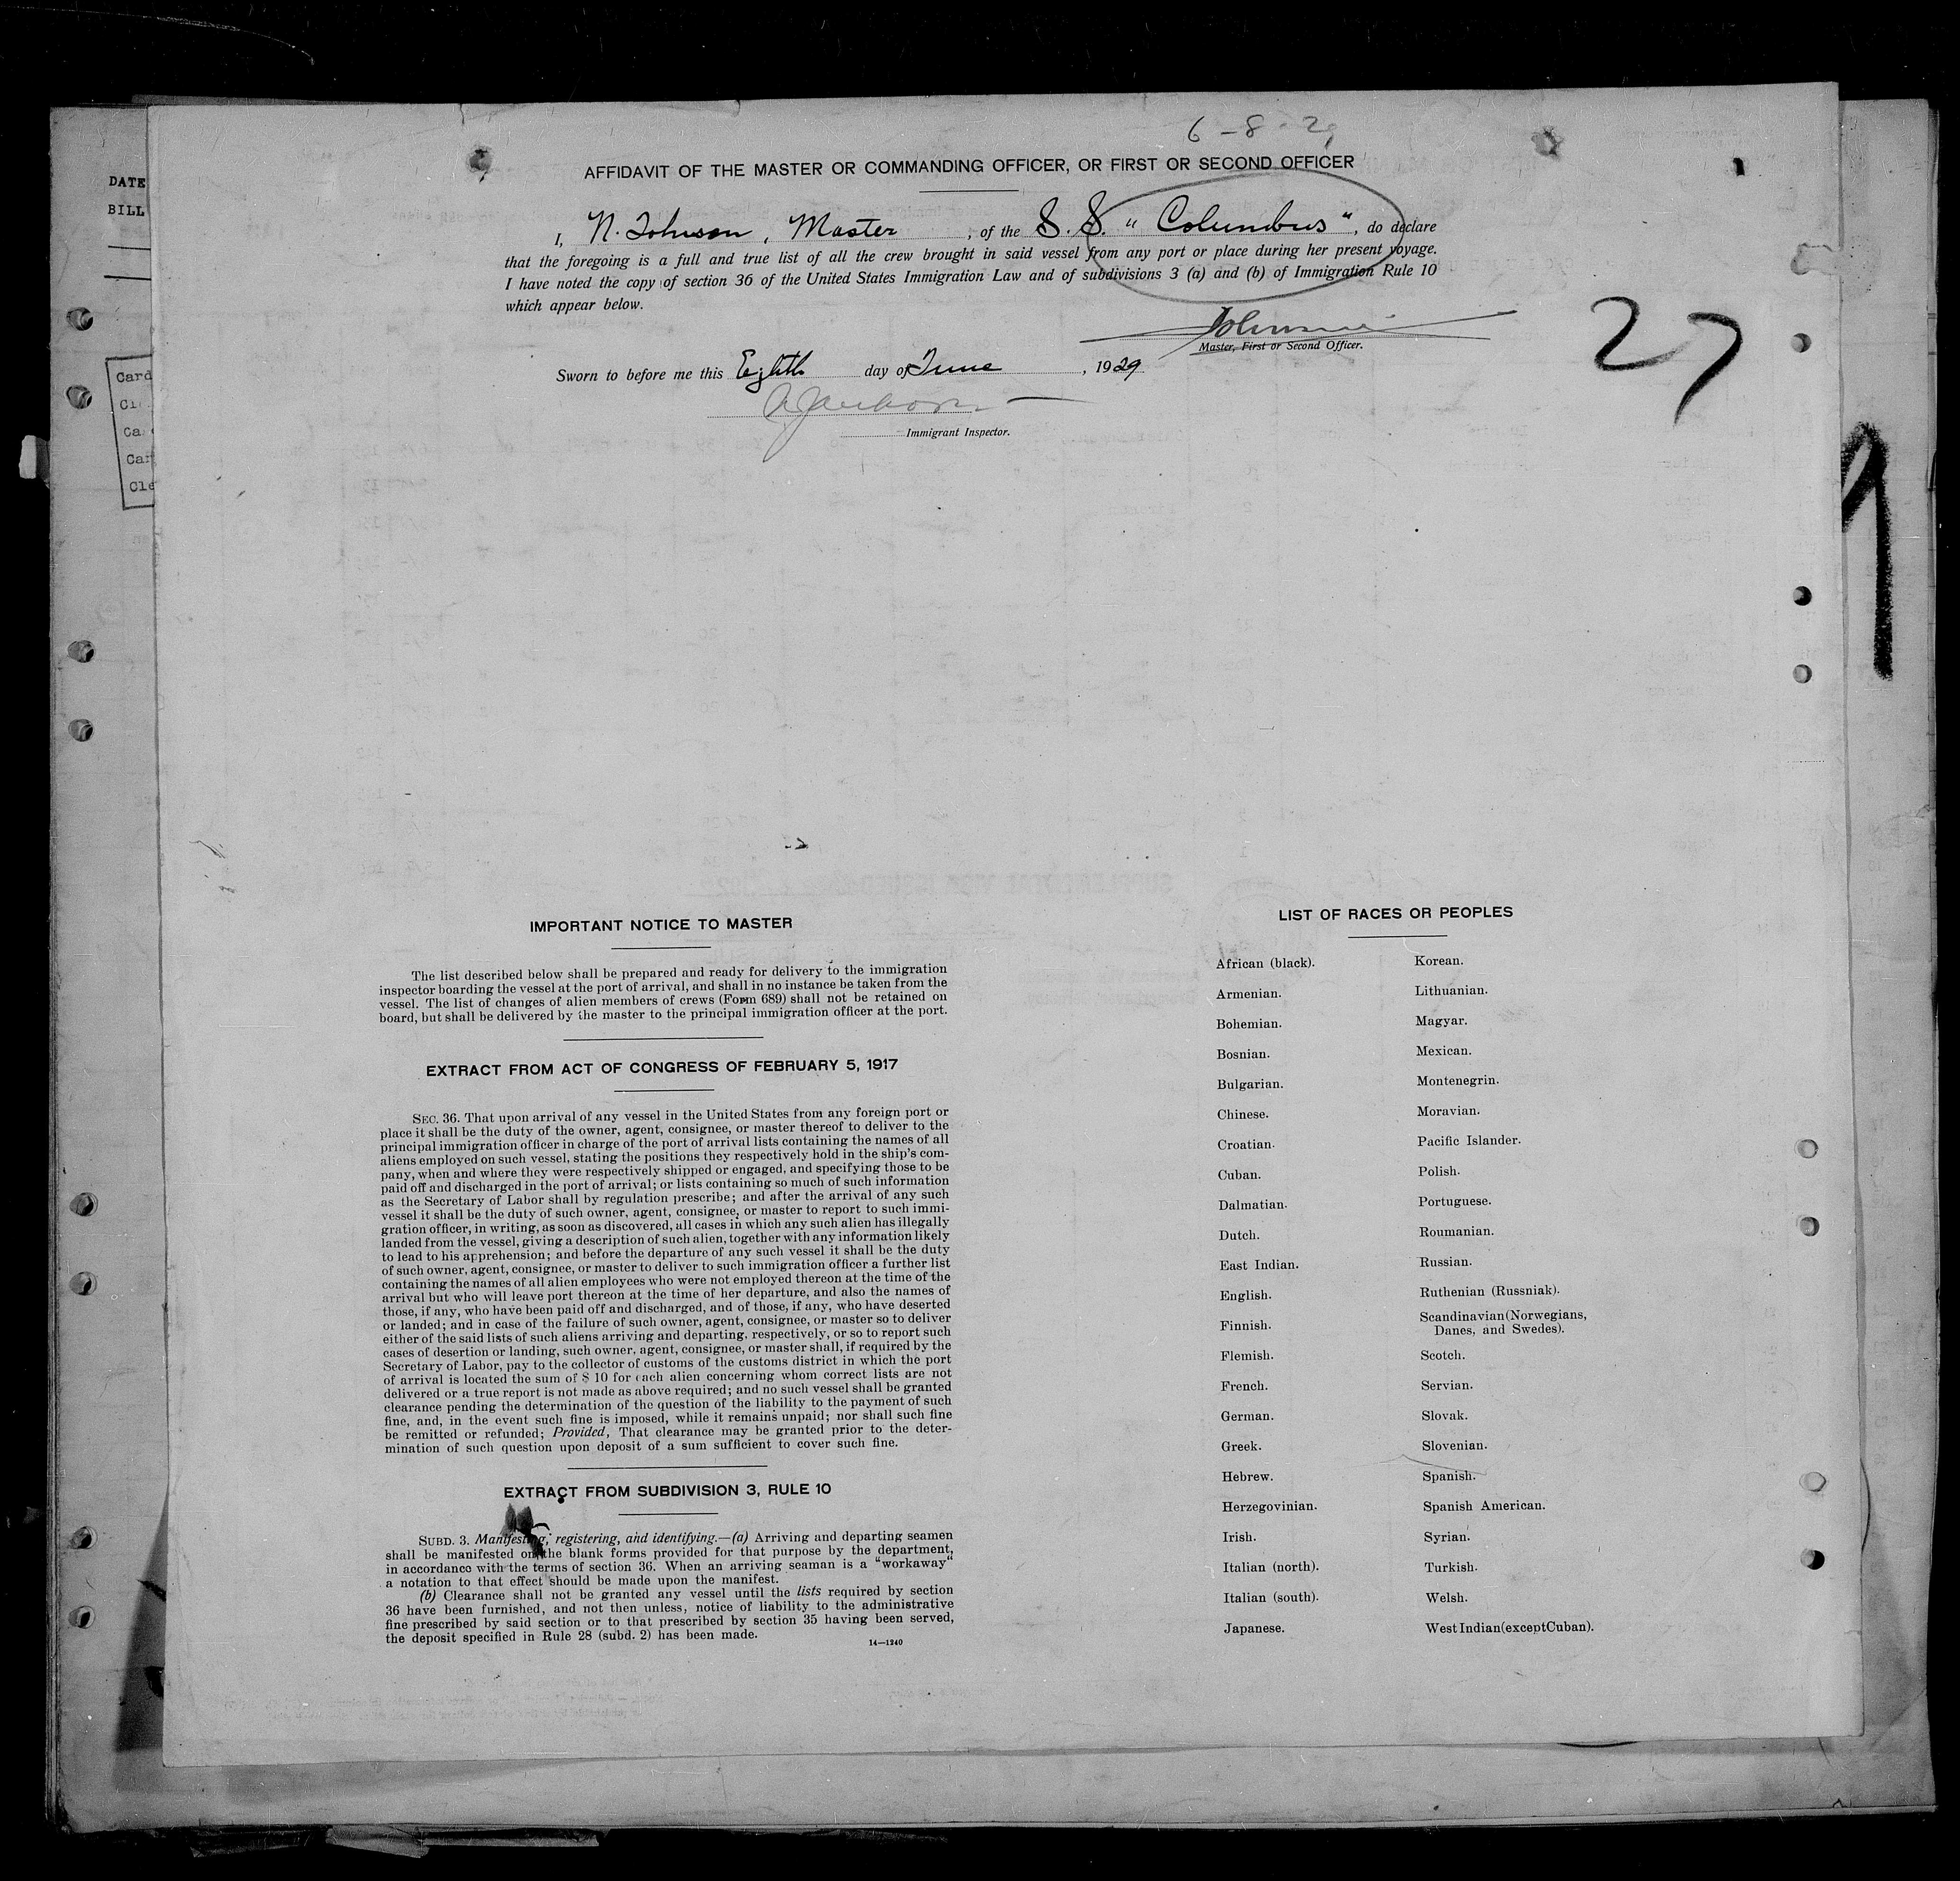 6-8-29
AFFIDAVIT OF THE MASTER OR COMMANDING OFFICER, OR FIRST OR SECOND OFFICER
I, N. Johnson, Master, of the S.S. "Columbus", do declare
that the foregoing is a full and true list of all the crew brought in said vessel from any port or place during her present voyage.
I have noted the copy of section 36 of the United States Immigration Law and of subdivisions 3 (a) and (b) of Immigration Rule 10
which appear below.
Johnson
Master, First or Second Officer.
27
Sworn to before me this Eighth day of June, 1929
Immigrant Inspector.
DATE
BILL
Card
Ca
Car
Cle
9
IMPORTANT NOTICE TO MASTER
The list described below shall be prepared and ready for delivery to the immigration
inspector boarding the vessel at the port of arrival, and shall in no instance be taken from the
vessel. The list of changes of alien members of crews (Form 689) shall not be retained on
board, but shall be delivered by the master to the principal immigration officer at the port.
EXTRACT FROM ACT OF CONGRESS OF FEBRUARY 5, 1917
SEC. 36. That upon arrival of any vessel in the United States from any foreign port or
place it shall be the duty of the owner, agent, consignee, or master thereof to deliver to the
principal immigration officer in charge of the port of arrival lists containing the names of all
aliens employed on such vessel, stating the positions they respectively hold in the ship's com-
pany, when and where they were respectively shipped or engaged, and specifying those to be
paid off and discharged in the port of arrival; or lists containing so much of such information
as the Secretary of Labor shall by regulation prescribe; and after the arrival of any such
vessel it shall be the duty of such owner, agent, consignee, or master to report to such immi-
gration officer, in writing, as soon as discovered, all cases in which any such alien has illegally
landed from the vessel, giving a description of such alien, together with any information likely
to lead to his apprehension; and before the departure of any such vessel it shall be the duty
of such owner, agent, consignee, or master to deliver to such immigration officer a further list
containing the names of all alien employees who were not employed thereon at the time of the
arrival but who will leave port thereon at the time of her departure, and also the names of
those, if any, who have been paid off and discharged, and of those, if any, who have deserted
or landed; and in case of the failure of such owner, agent, consignee, or master so to deliver
either of the said lists of such aliens arriving and departing, respectively, or so to report such
cases of desertion or landing, such owner, agent, consignee, or master shall, if required by the
Secretary of Labor, pay to the collector of customs of the customs district in which the port
of arrival is located the sum of $ 10 for each alien concerning whom correct lists are not
delivered or a true report is not made as above required; and no such vessel shall be granted
clearance pending the determination of the question of the liability to the payment of such
fine, and, in the event such fine is imposed, while it remains unpaid; nor shall such fine
be remitted or refunded; Provided, That clearance may be granted prior to the deter-
mination of such question upon deposit of a sum sufficient to cover such fine.
EXTRACT FROM SUBDIVISION 3, RULE 10
SUBD. 3. Manifesting, registering, and identifying.—(a) Arriving and departing seamen
shall be manifested on the blank forms provided for that purpose by the department,
in accordance with the terms of section 36. When an arriving seaman is a "workaway"
a notation to that effect should be made upon the manifest.
(b) Clearance shall not be granted any vessel until the lists required by section
36 have been furnished, and not then unless, notice of liability to the administrative
fine prescribed by said section or to that prescribed by section 35 having been served,
the deposit specified in Rule 28 (subd. 2) has been made.
14—1240
LIST OF RACES OR PEOPLES
African (black).
Armenian.
Bohemian.
Bosnian.
Bulgarian.
Chinese.
Croatian.
Cuban.
Dalmatian.
Dutch.
East Indian.
English.
Finnish.
Flemish.
French.
German.
Greek.
Hebrew.
Herzegovinian.
Irish.
Italian (north).
Italian (south).
Japanese.
Korean.
Lithuanian.
Magyar.
Mexican.
Montenegrin.
Moravian.
Pacific Islander.
Polish.
Portuguese.
Roumanian.
Russian.
Ruthenian (Russniak).
Scandinavian (Norwegians,
Danes, and Swedes).
Scotch.
Servian.
Slovak.
Slovenian.
Spanish.
Spanish American.
Syrian.
Turkish.
Welsh.
West Indian (except Cuban).